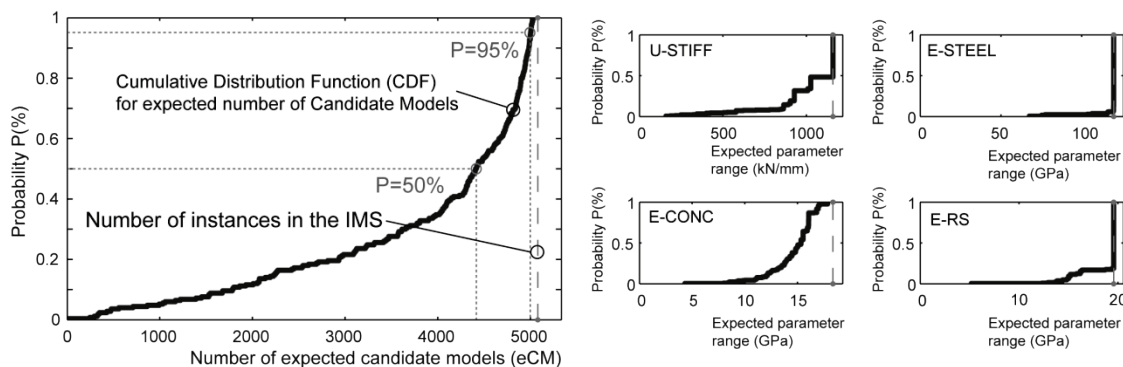 1
0.8
0.6
0.4
0.2
0
Probability P(%)
P=95%
Cumulative Distribution Function (CDF)
for expected number of Candidate Models
P=50%
Number of instances in the IMS
0 1000 2000 3000 4000 5000
Number of expected candidate models (eCM)
U-STIFF
1
0.5
0
Probability P(%)
500 1000
Expected parameter
range (kN/mm)
E-STEEL
1
0.5
0
Probability P(%)
0 50 100
Expected parameter
range (GPa)
E-CONC
1
0.5
0
Probability P(%)
0 5 10 15
Expected parameter
range (GPa)
E-RS
1
0.5
0
Probability P(%)
0 10 20
Expected parameter
range (GPa)